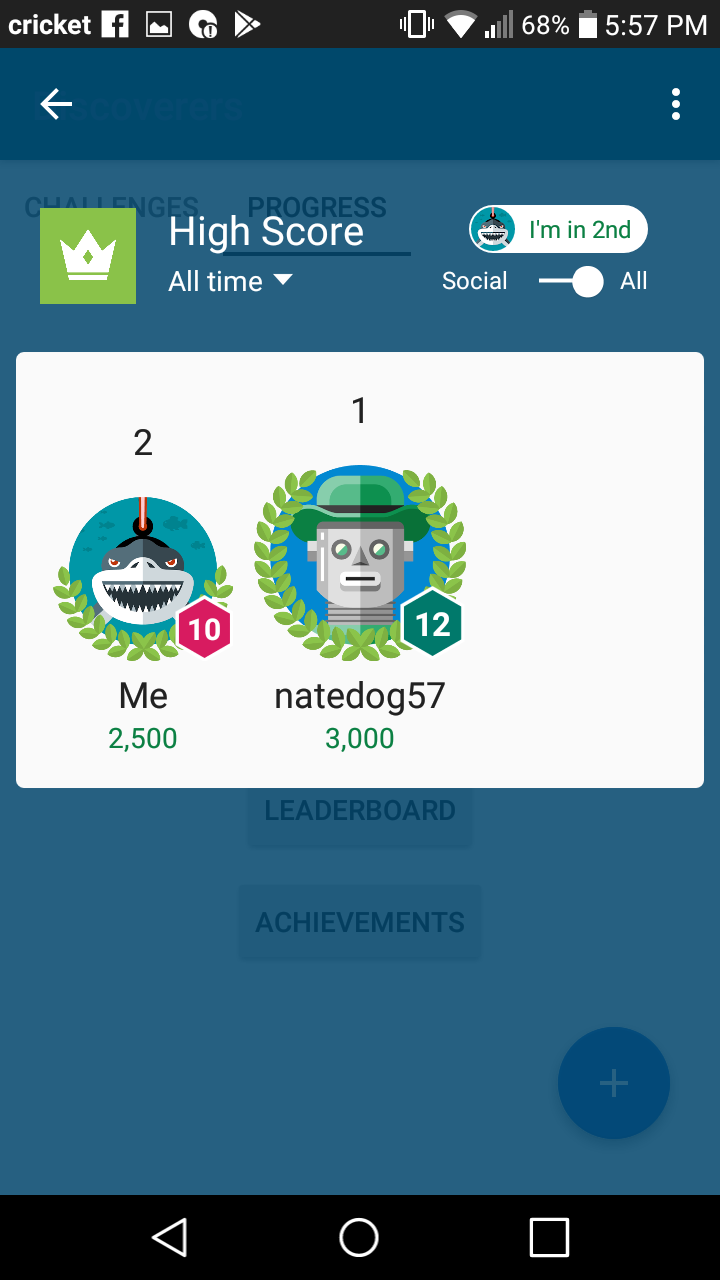 cricket 68% 5:57 PM
Discoverers
CHALLENGES PROGRESS
High Score I'm in 2nd
All time Social All
1
2
10 12
Me natedog57
2,500 3,000
LEADERBOARD
ACHIEVEMENTS
+